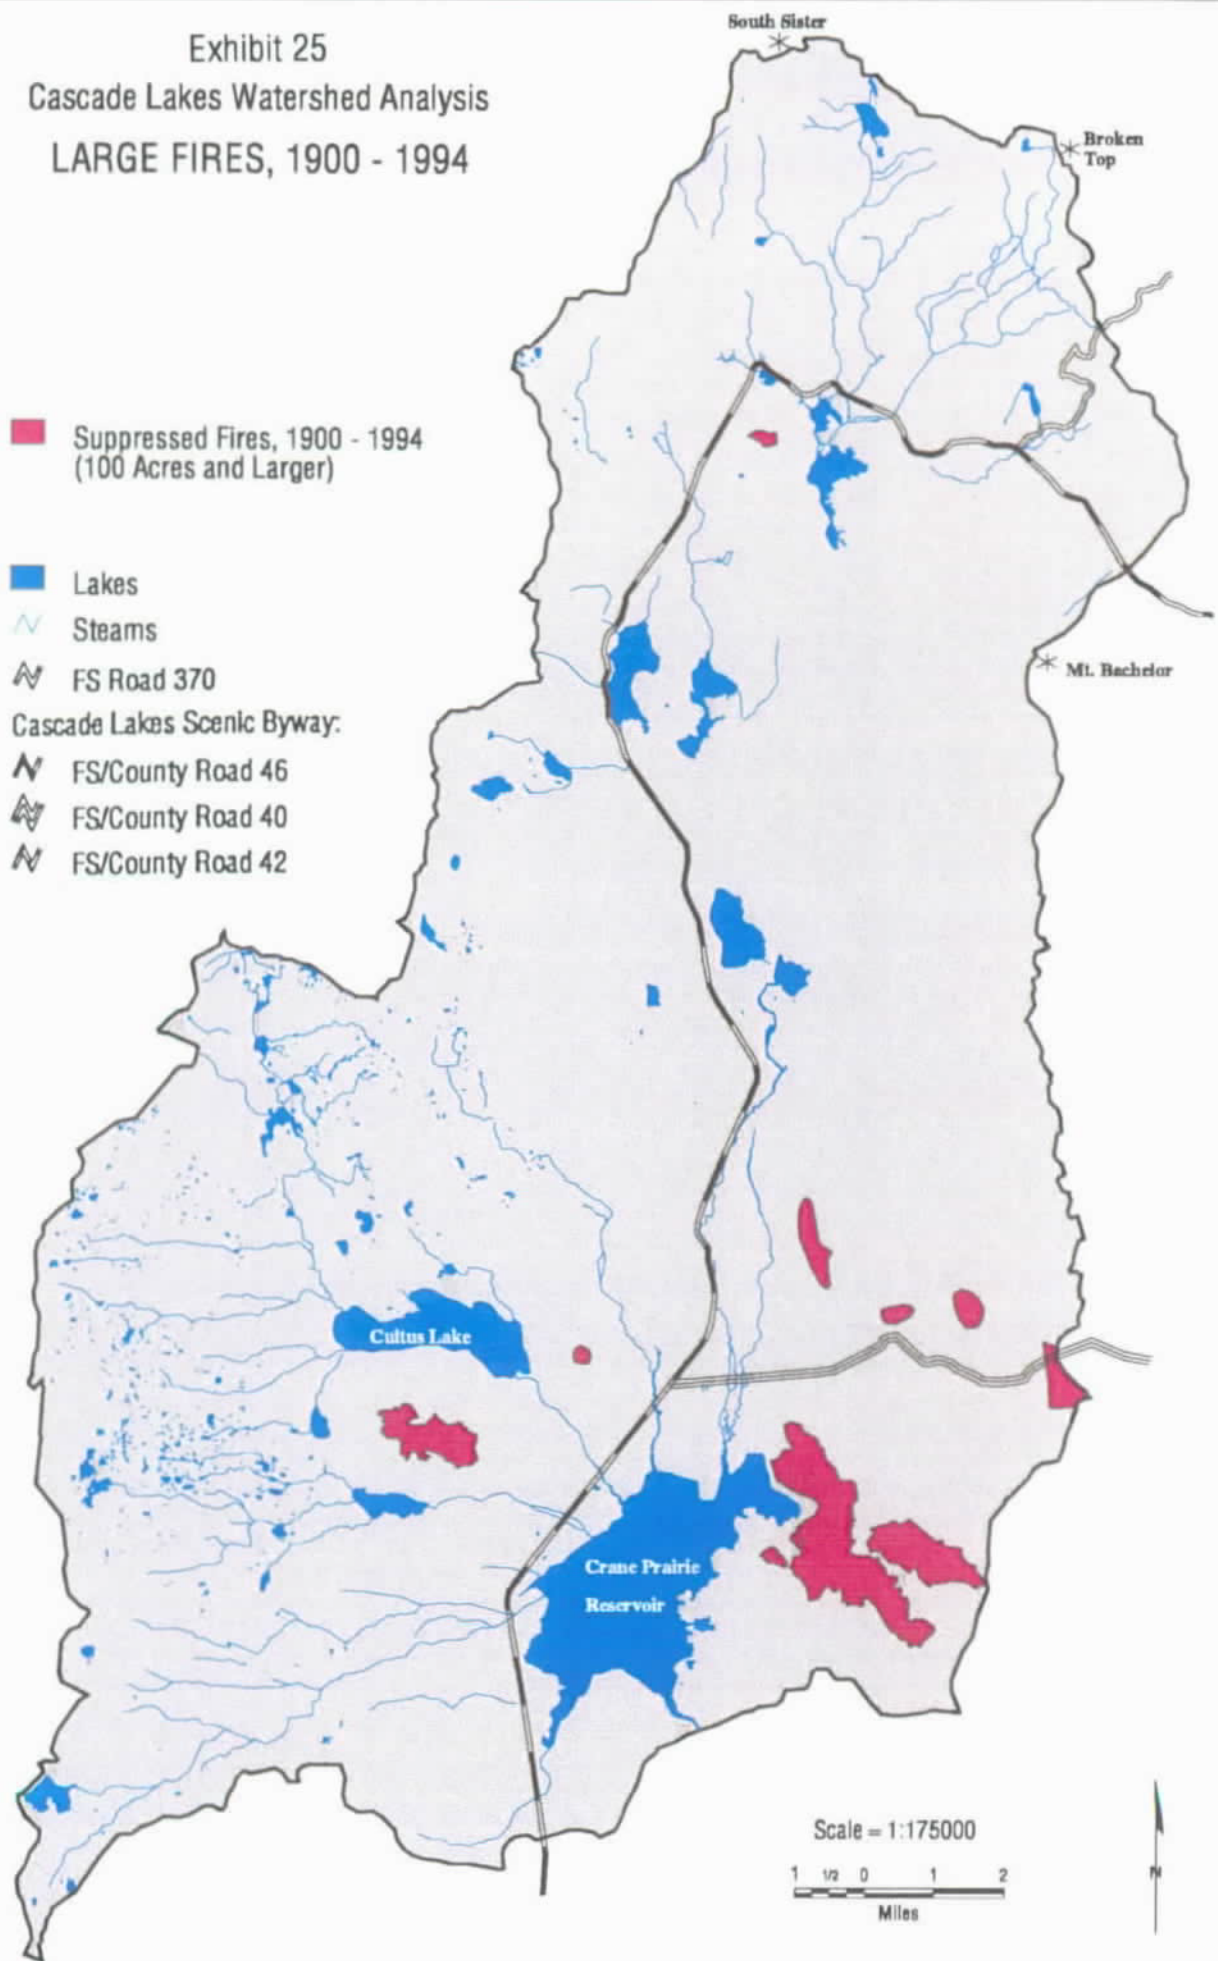 Exhibit 25
Cascade Lakes Watershed Analysis
LARGE FIRES, 1900 - 1994
South Sister
Broken
Top
Suppressed Fires, 1900 - 1994
(100 Acres and Larger)
Lakes
Steams
FS Road 370
Cascade Lakes Scenic Byway:
FS/County Road 46
FS/County Road 40
FS/County Road 42
Mt. Bachelor
Cultus Lake
Crane Prairie
Reservoir
Scale = 1:175000
1 1/2 0 1 2
Miles
N